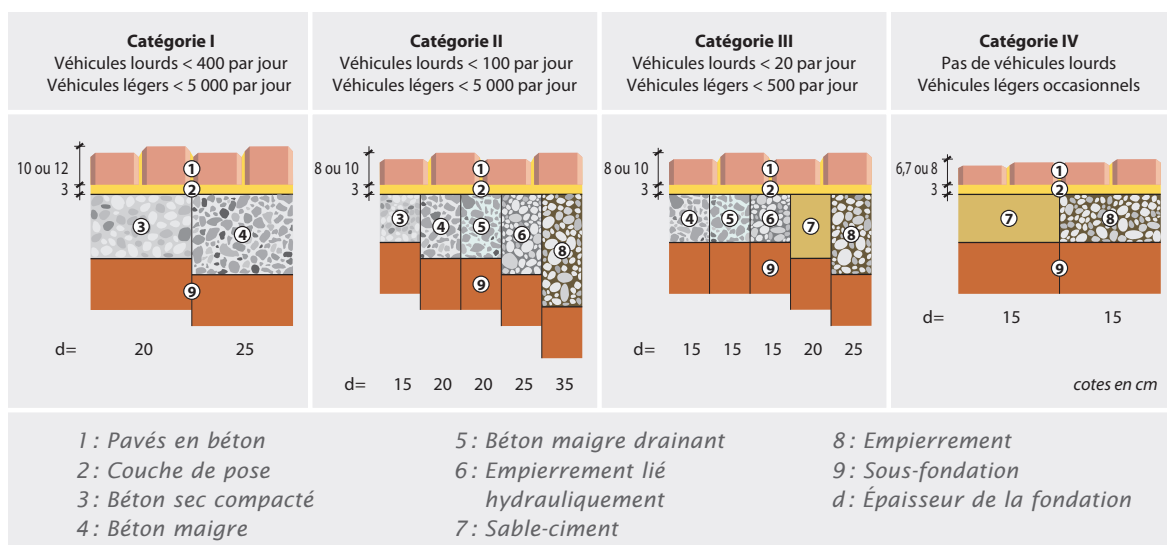 Catégorie I
Véhicules lourds < 400 par jour
Véhicules légers < 5 000 par jour
Catégorie II
Véhicules lourds < 100 par jour
Véhicules légers < 5 000 par jour
Catégorie III
Véhicules lourds < 20 par jour
Véhicules légers < 500 par jour
Catégorie IV
Pas de véhicules lourds
Véhicules légers occasionnels
10 ou 12
3
1
2
3
4
9
d= 20 25
8 ou 10
3
1
2
3
4
5
6
8
9
d= 15 20 20 25 35
8 ou 10
3
1
2
4
5
6
7
8
9
d= 15 15 15 20 25
6,7 ou 8
3
1
2
7
8
9
d= 15 15
cotes en cm
1 : Pavés en béton
2 : Couche de pose
3 : Béton sec compacté
4 : Béton maigre
5 : Béton maigre drainant
6 : Empierrement lié
hydrauliquement
7 : Sable-ciment
8 : Empierrement
9 : Sous-fondation
d : Épaisseur de la fondation